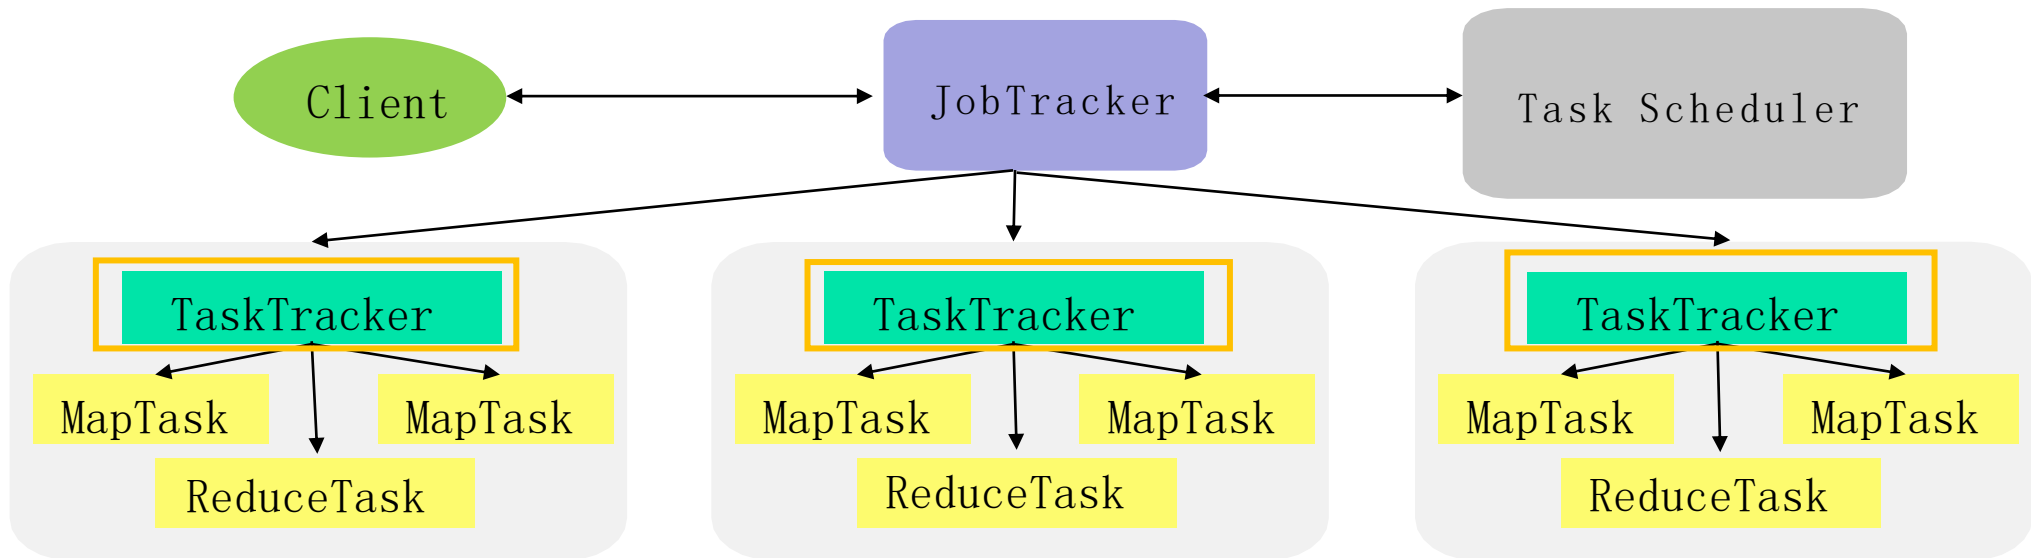 Client
JobTracker
Task Scheduler
TaskTracker
TaskTracker
TaskTracker
MapTask
MapTask
MapTask
MapTask
MapTask
MapTask
ReduceTask
ReduceTask
ReduceTask